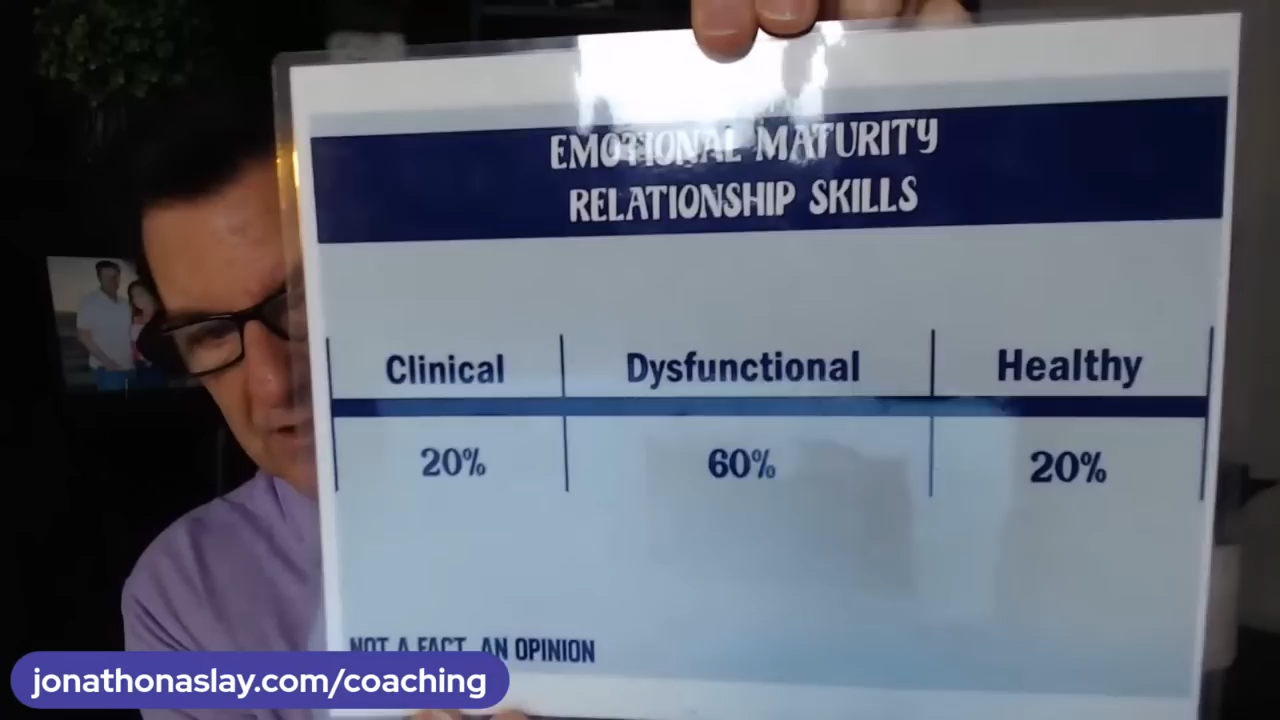 EMOTIONAL MATURITY
RELATIONSHIP SKILLS
Clinical Dysfunctional Healthy
20% 60% 20%
NOT A FACT AN OPINION
jonathonaslay.com/coaching